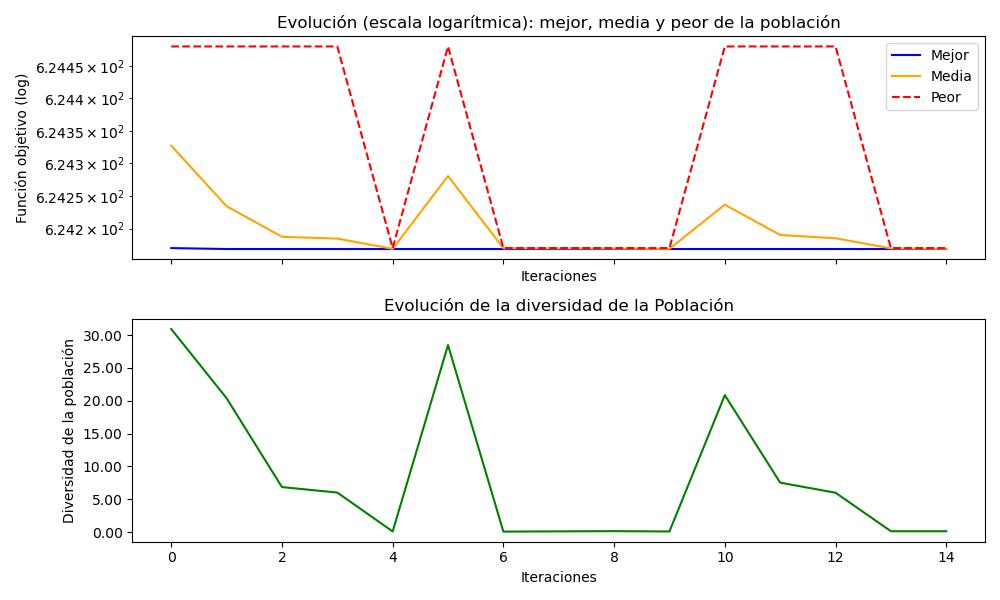 Evolución (escala logarítmica): mejor, media y peor de la población
Función objetivo (log)
6.2445 × 10²
6.244 × 10²
6.2435 × 10²
6.243 × 10²
6.2425 × 10²
6.242 × 10²
Mejor
Media
Peor
Iteraciones
Evolución de la diversidad de la Población
Diversidad de la población
30.00
25.00
20.00
15.00
10.00
5.00
0.00
0 2 4 6 8 10 12 14
Iteraciones